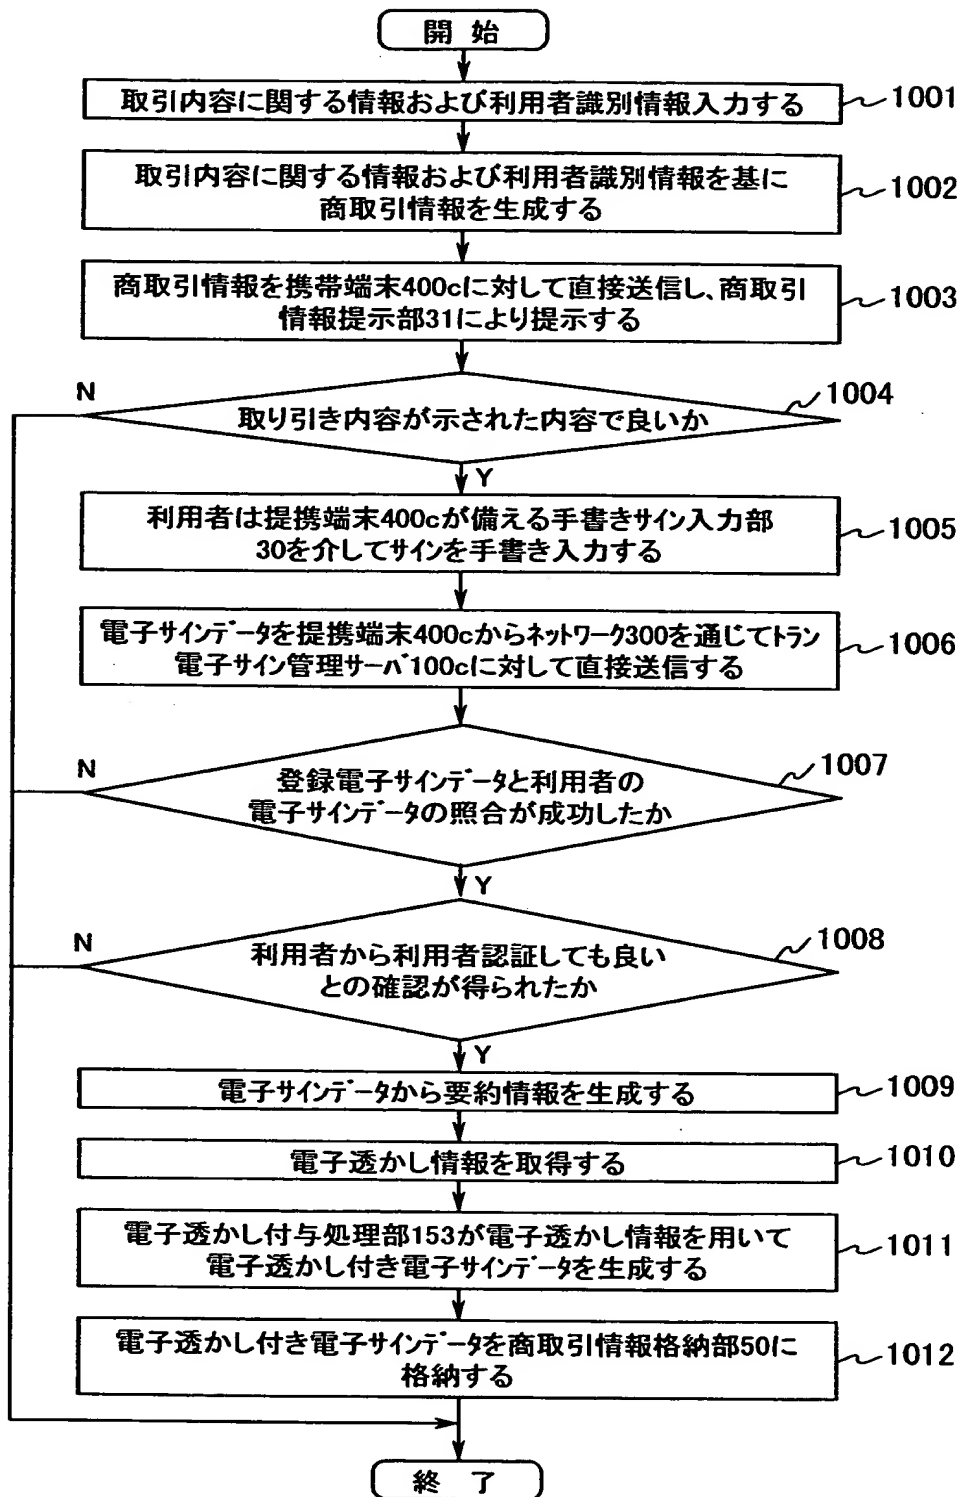 開 始
取引内容に関する情報および利用者識別情報入力する
1001
取引内容に関する情報および利用者識別情報を基に
商取引情報を生成する
1002
商取引情報を携帯端末400cに対して直接送信し、商取引
情報提示部31により提示する
1003
N
取り引き内容が示された内容で良いか
1004
Y
利用者は提携端末400cが備える手書きサイン入力部
30を介してサインを手書き入力する
1005
電子サインデータを提携端末400cからネットワーク300を通じてトラン
電子サイン管理サーバ100cに対して直接送信する
1006
N
登録電子サインデータと利用者の
電子サインデータの照合が成功したか
1007
Y
N
利用者から利用者認証しても良い
との確認が得られたか
1008
Y
電子サインデータから要約情報を生成する
1009
電子透かし情報を取得する
1010
電子透かし付与処理部153が電子透かし情報を用いて
電子透かし付き電子サインデータを生成する
1011
電子透かし付き電子サインデータを商取引情報格納部50に
格納する
1012
終 了